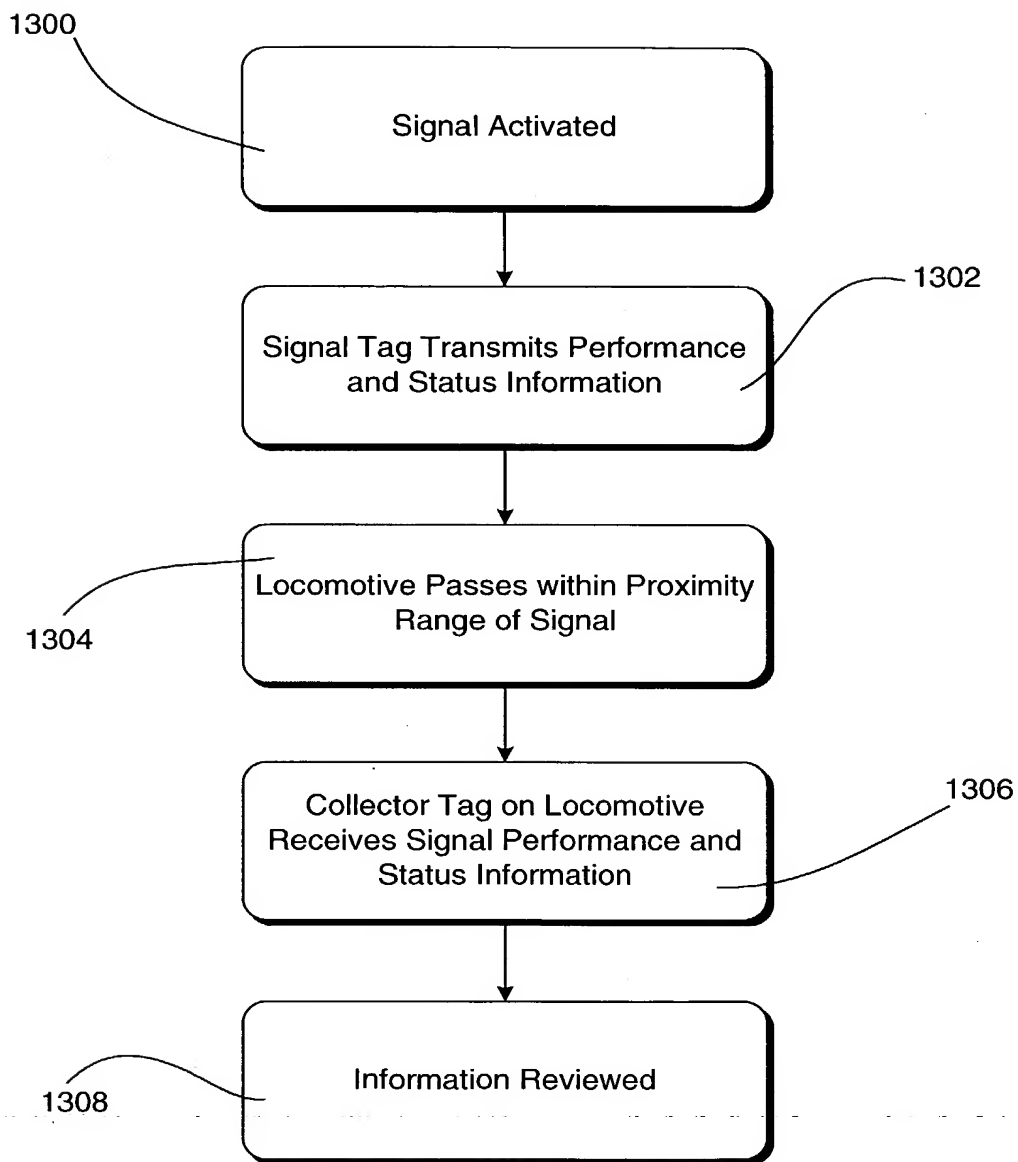 1300
Signal Activated
1302
Signal Tag Transmits Performance
and Status Information
1304
Locomotive Passes within Proximity
Range of Signal
1306
Collector Tag on Locomotive
Receives Signal Performance and
Status Information
1308
Information Reviewed